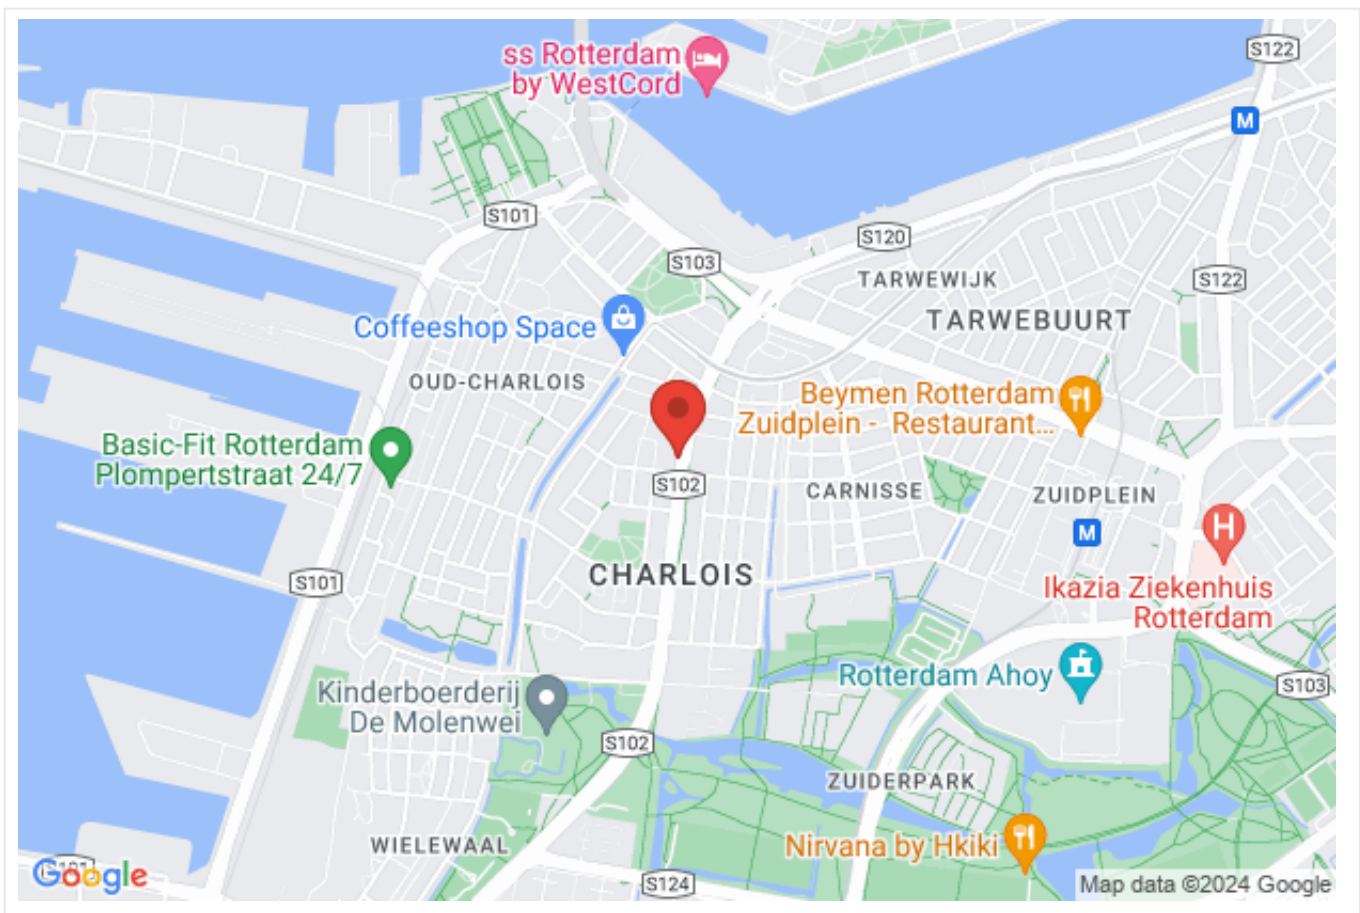 ss Rotterdam
by WestCord
S122
M
S101
S120
S103
TARWEWIJK
S122
TARWEBUURT
Coffeeshop Space
OUD-CHARLOIS
Beymen Rotterdam
Zuidplein - Restaurant...
Basic-Fit Rotterdam
Plompertstraat 24/7
S102
CARNISSE
ZUIDPLEIN
M
H
S101
CHARLOIS
Ikazia Ziekenhuis
Rotterdam
Rotterdam Ahoy
S103
Kinderboerderij
De Molenwei
S102
ZUIDERPARK
WIELEWAAL
Nirvana by Hkiki
Google
S124
Map data ©2024 Google